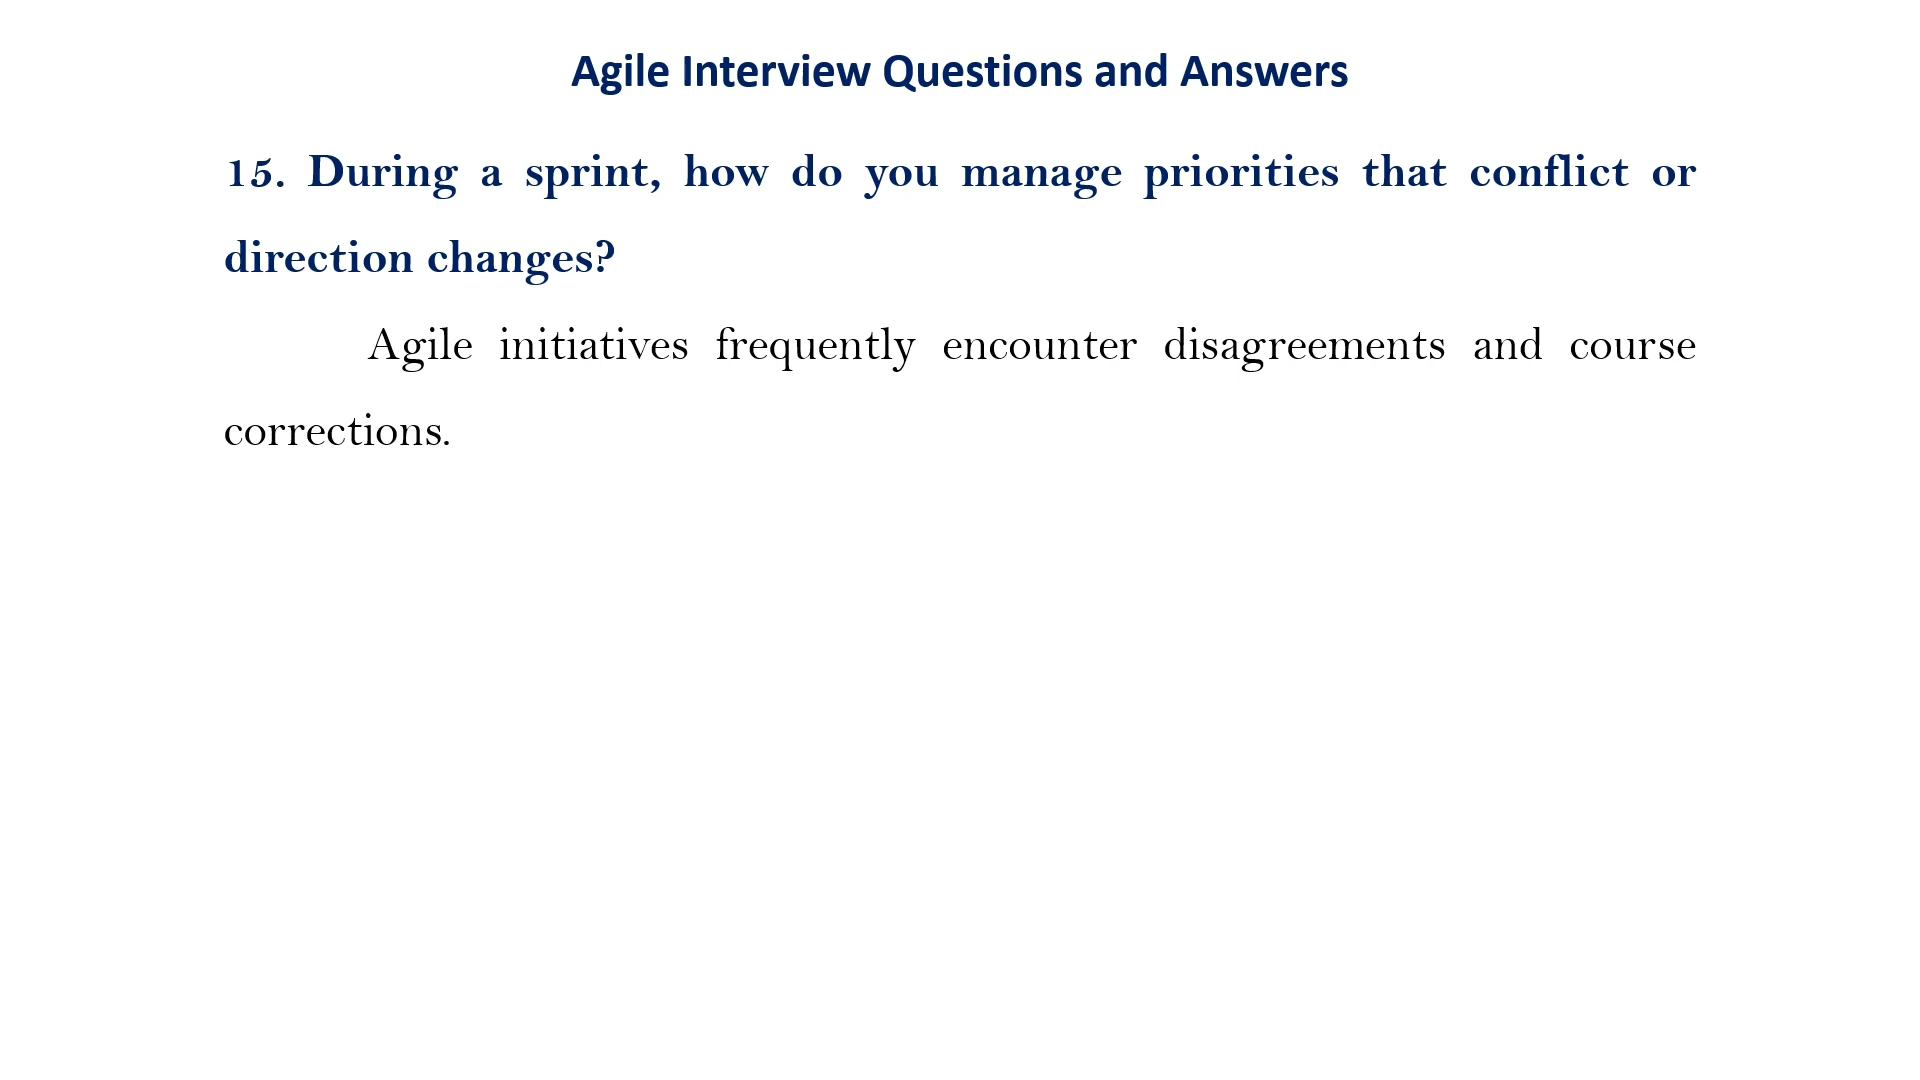 Agile Interview Questions and Answers
15. During a sprint, how do you manage priorities that conflict or
direction changes?
Agile initiatives frequently encounter disagreements and course
corrections.